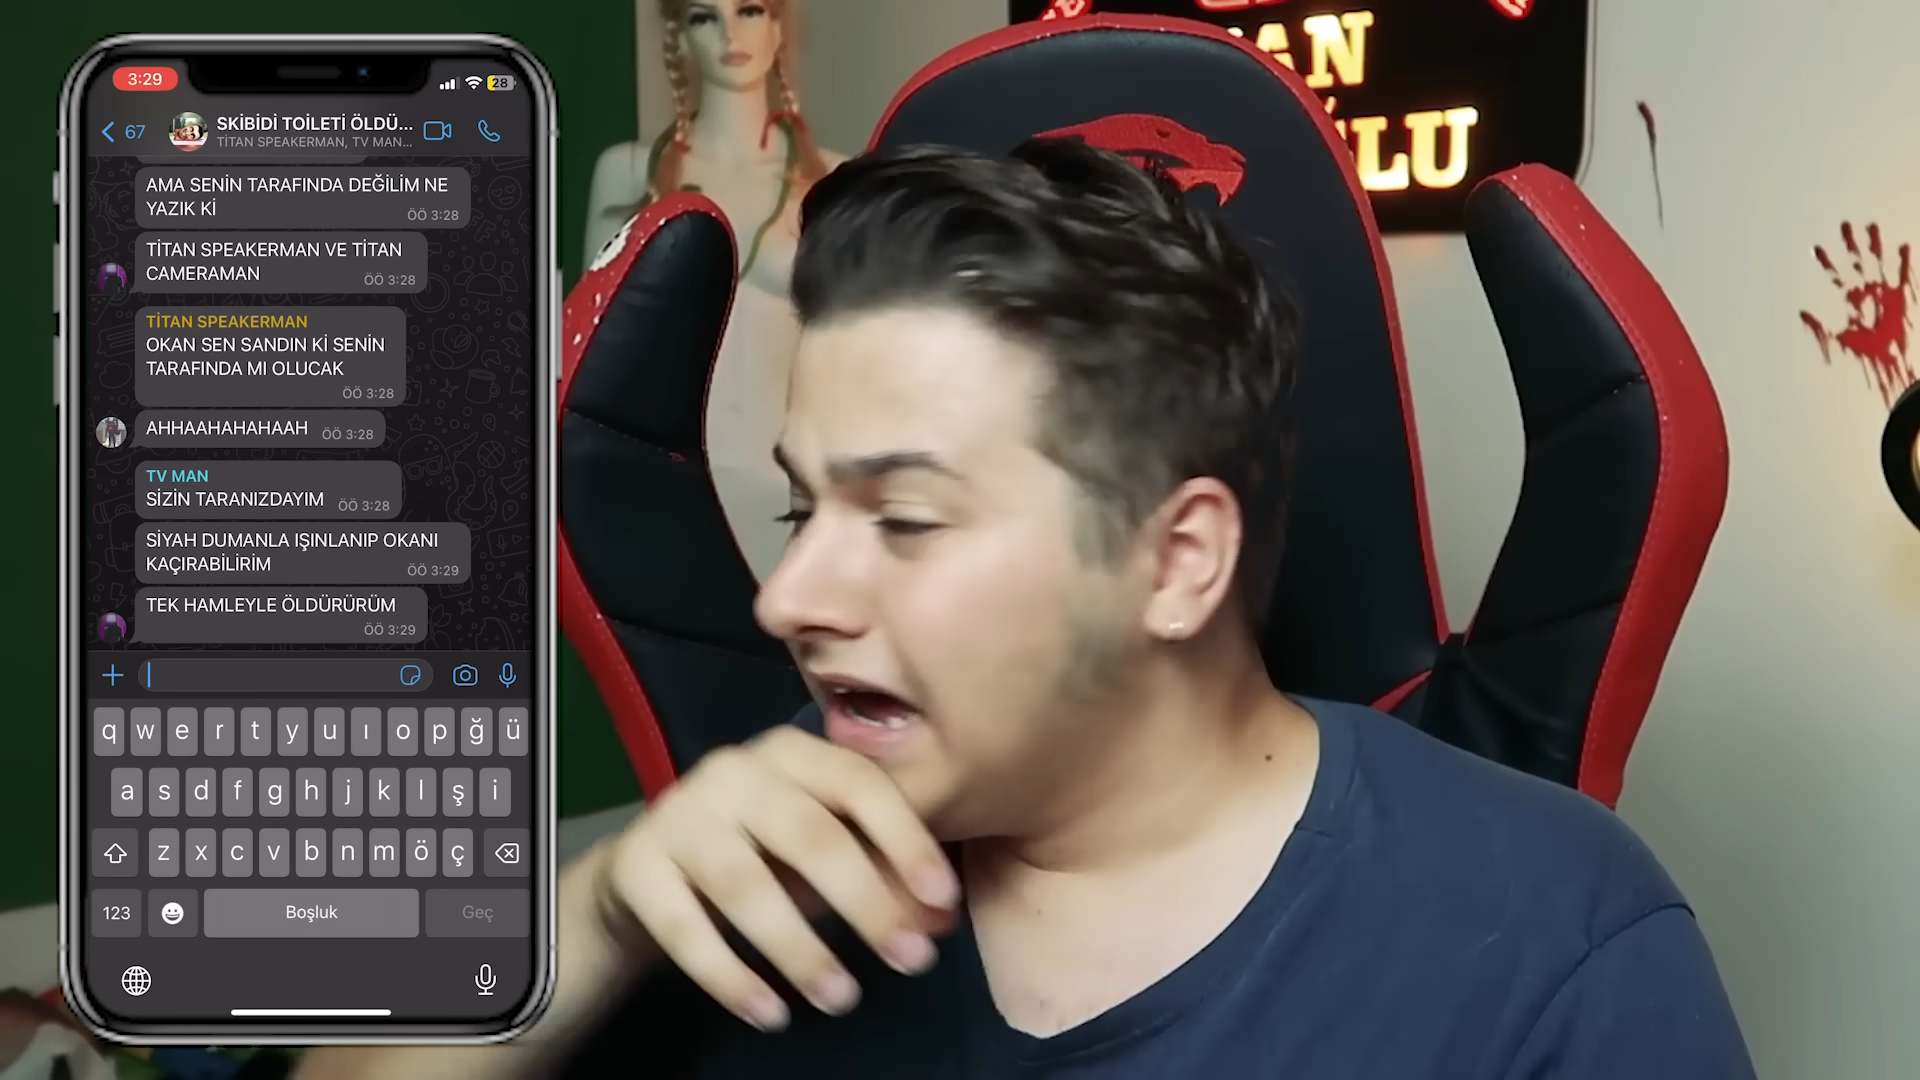 3:29
28
67
SKİBİDİ TOİLETİ ÖLDÜ...
TİTAN SPEAKERMAN, TV MAN...
AMA SENİN TARAFINDA DEĞİLİM NE
YAZIK Kİ
ÖÖ 3:28
TİTAN SPEAKERMAN VE TİTAN
CAMERAMAN
ÖÖ 3:28
TİTAN SPEAKERMAN
OKAN SEN SANDIN Kİ SENİN
TARAFINDA MI OLUCAK
ÖÖ 3:28
AHHAAHAHAHAAH
ÖÖ 3:28
TV MAN
SİZİN TARANIZDAYIM
ÖÖ 3:28
SİYAH DUMANLA IŞINLANIP OKANI
KAÇIRABİLİRİM
ÖÖ 3:29
TEK HAMLEYLE ÖLDÜRÜRÜM
ÖÖ 3:29
q w e r t y u ı o p ğ ü
a s d f g h j k l ş i
z x c v b n m ö ç
123
Boşluk
Geç
AN
LU